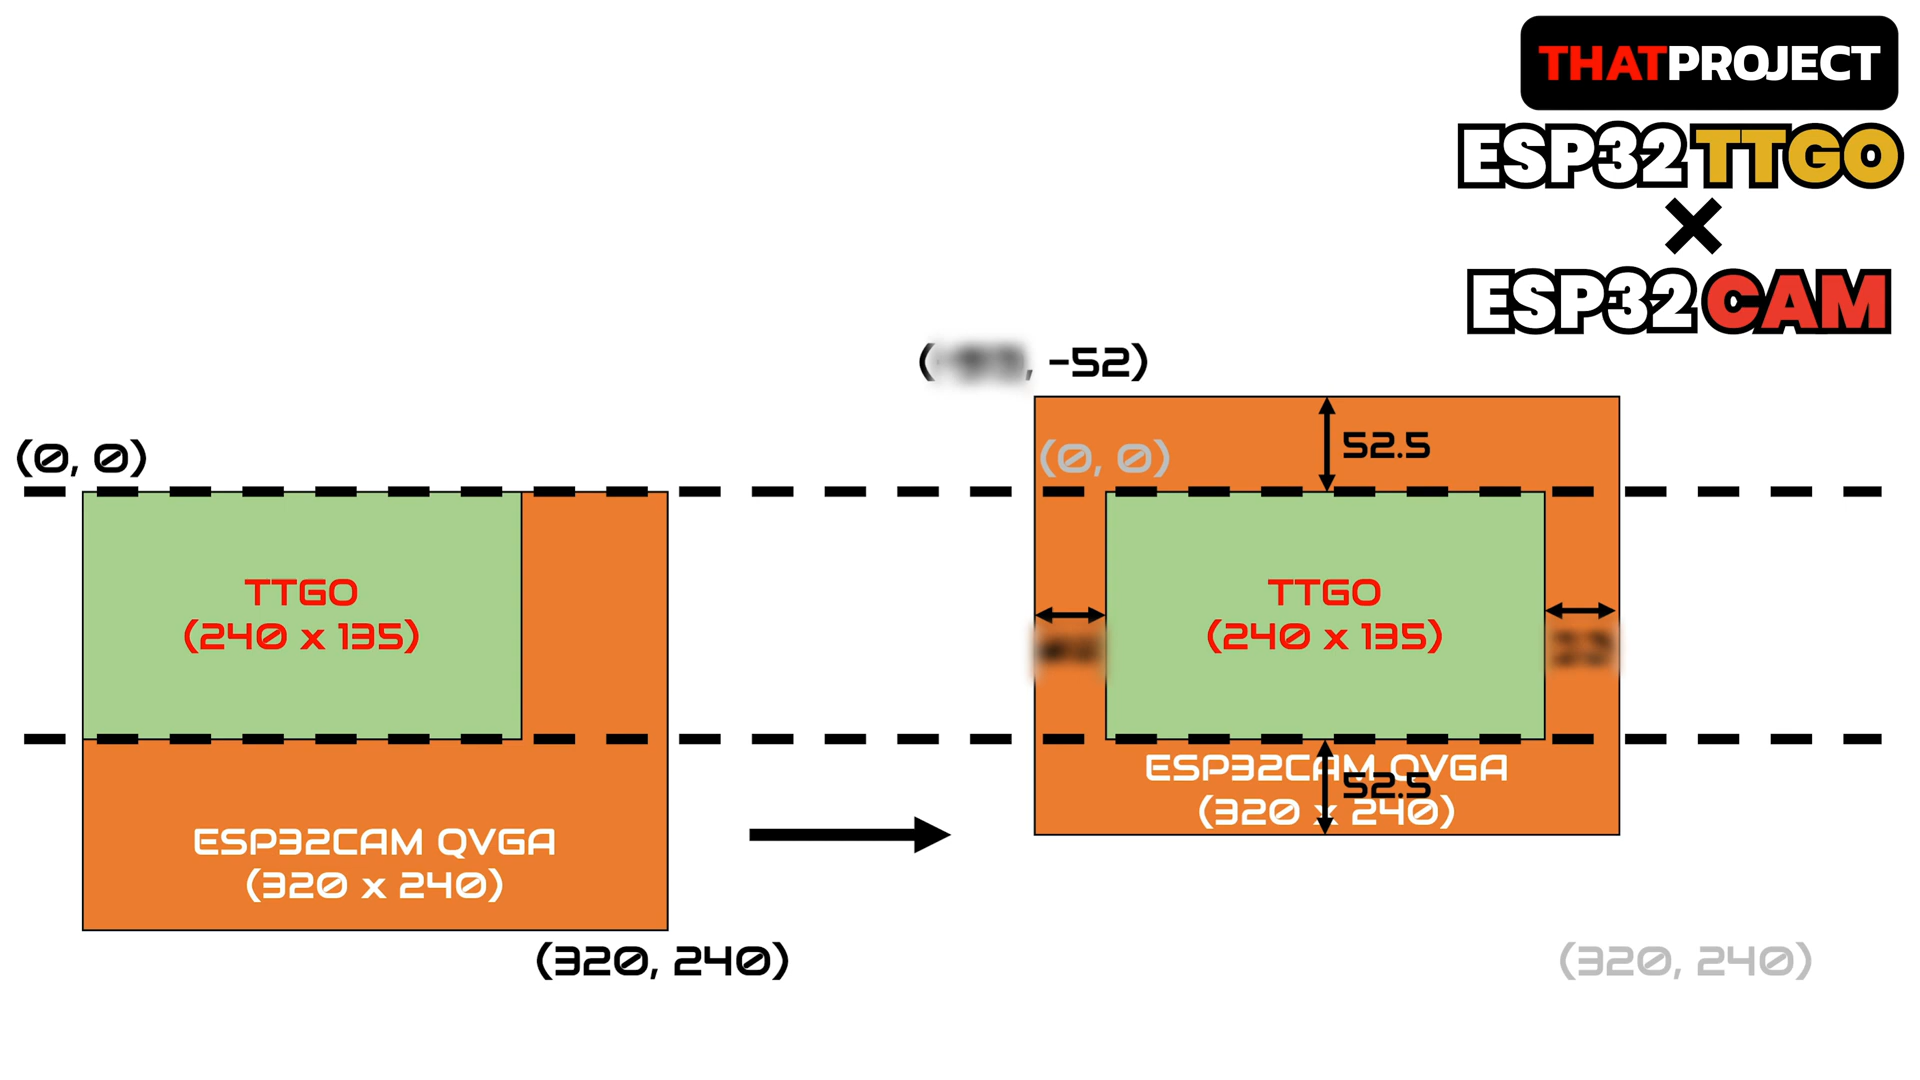 THATPROJECT
ESP32 TTGO
×
ESP32 CAM
(0, 0)
TTGO
(240 x 135)
ESP32CAM QVGA
(320 x 240)
(320, 240)
( , -52)
(0, 0)
52.5
TTGO
(240 x 135)
ESP32CAM QVGA
52.5
(320 x 240)
(320, 240)